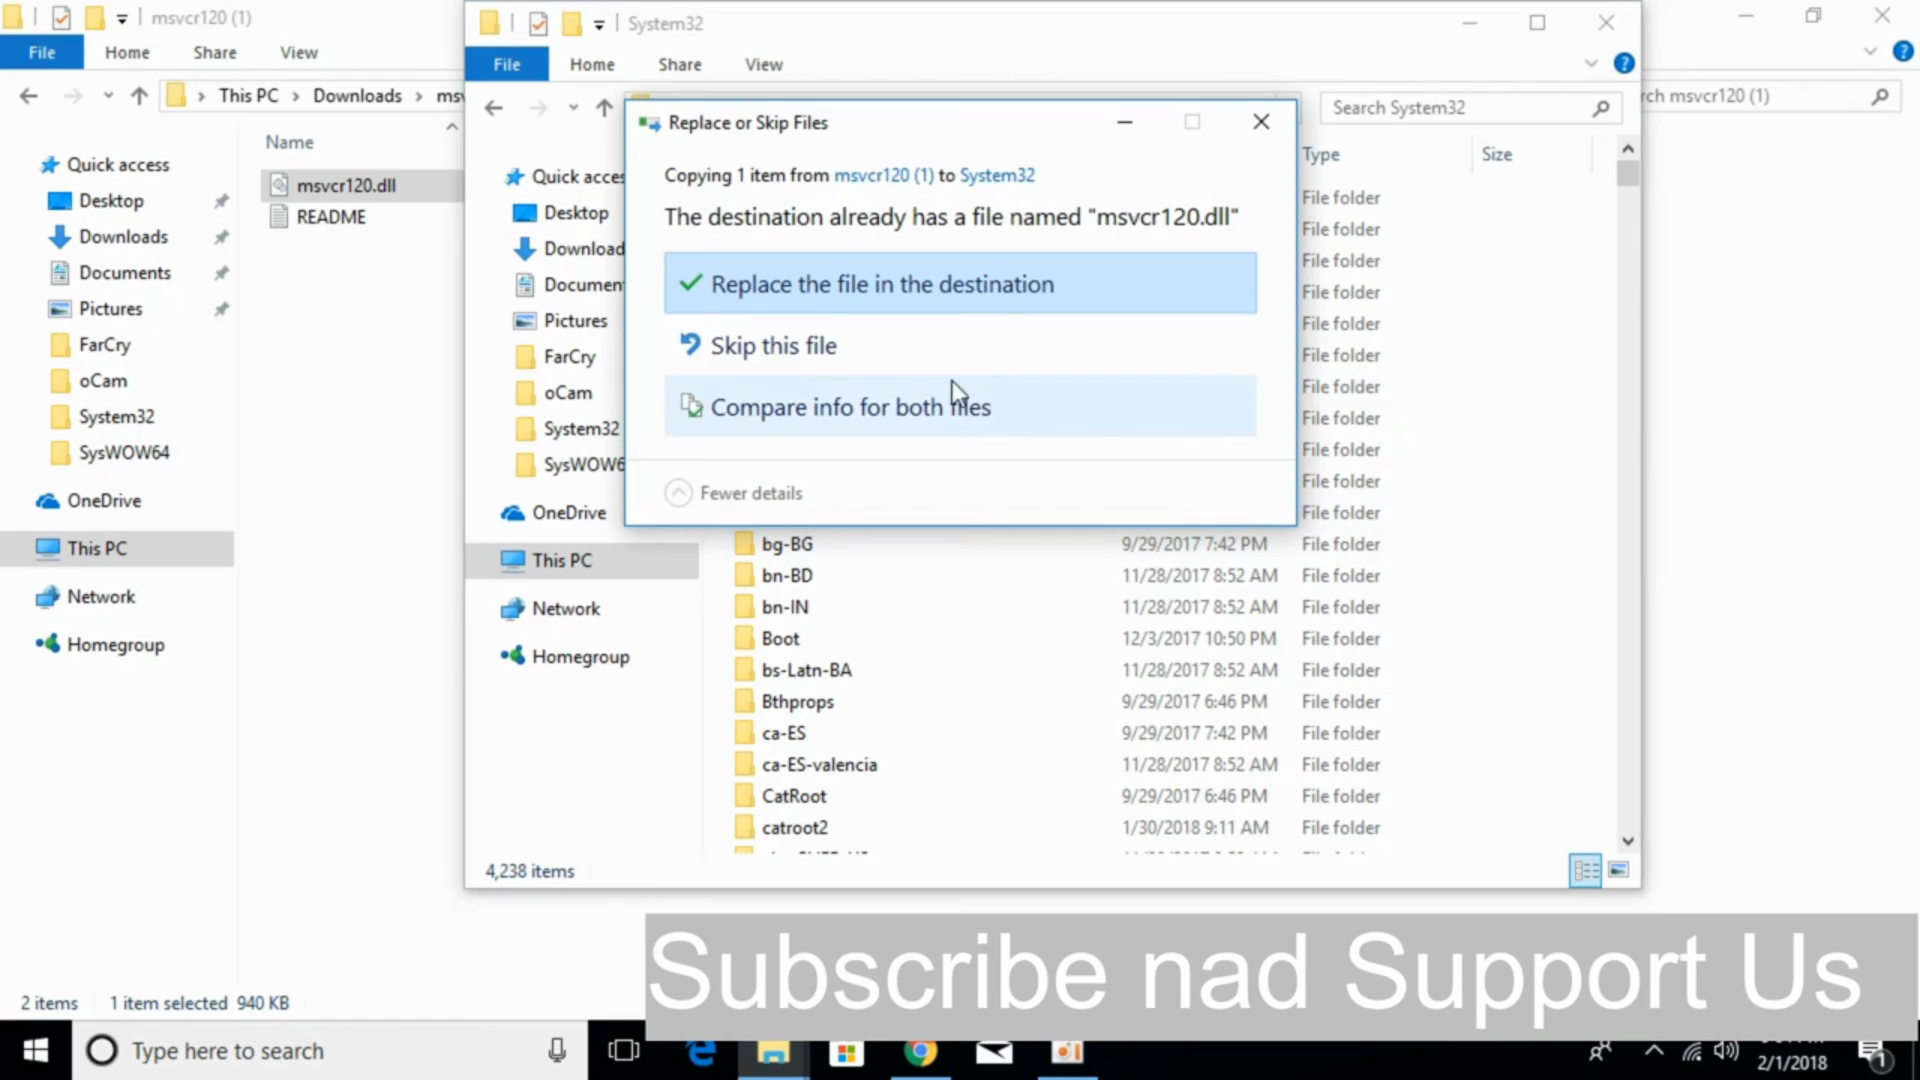 msvcr120 (1)
File Home Share View
This PC > Downloads >
Name
Quick access
Desktop
Downloads
Documents
Pictures
FarCry
oCam
System32
SysWOW64
OneDrive
This PC
Network
Homegroup
msvcr120.dll
README
2 items 1 item selected 940 KB
System32
File Home Share View
Search System32
msvcr120 (1)
Type Size
Desktop
Pictures
FarCry
oCam
System32
OneDrive
This PC
Network
Homegroup
Replace or Skip Files
Copying 1 item from msvcr120 (1) to System32
The destination already has a file named "msvcr120.dll"
Replace the file in the destination
Skip this file
Compare info for both files
Fewer details
File folder
File folder
File folder
File folder
File folder
File folder
File folder
File folder
File folder
File folder
File folder
bg-BG 9/29/2017 7:42 PM File folder
bn-BD 11/28/2017 8:52 AM File folder
bn-IN 11/28/2017 8:52 AM File folder
Boot 12/3/2017 10:50 PM File folder
bs-Latn-BA 11/28/2017 8:52 AM File folder
Bthprops 9/29/2017 6:46 PM File folder
ca-ES 9/29/2017 7:42 PM File folder
ca-ES-valencia 11/28/2017 8:52 AM File folder
CatRoot 9/29/2017 6:46 PM File folder
catroot2 1/30/2018 9:11 AM File folder
4,238 items
Subscribe nad Support Us
Type here to search
2/1/2018
1